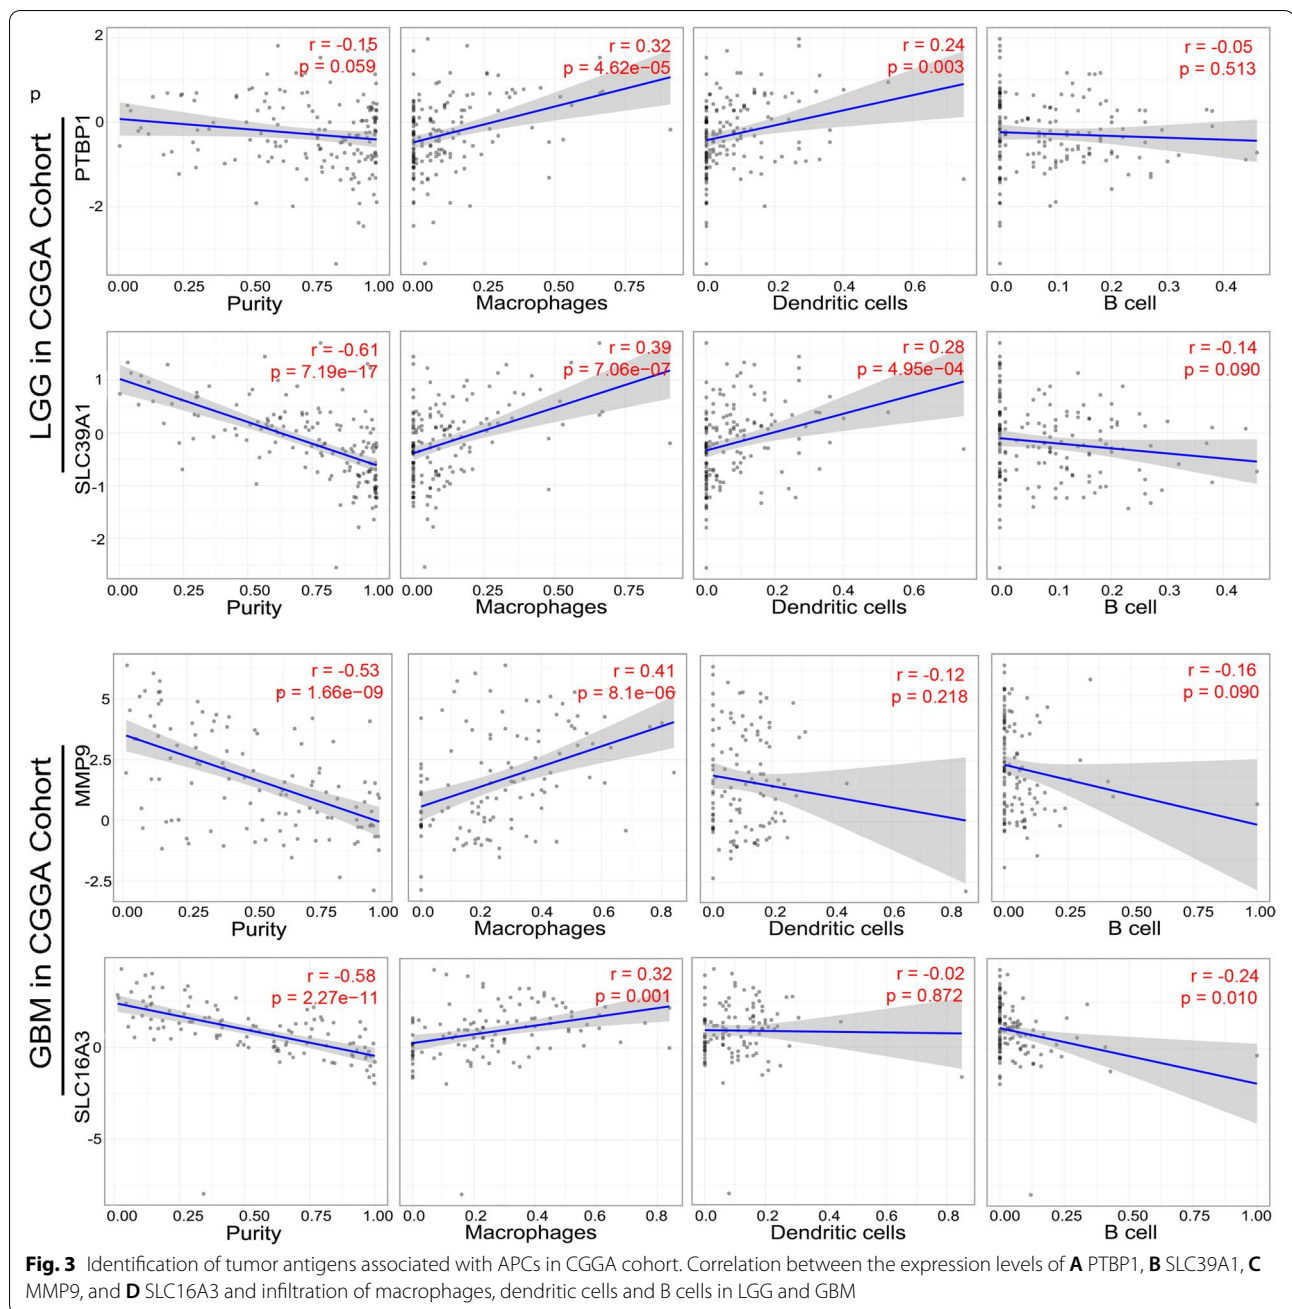 p
LGG in CGGA Cohort
PTBP1
2
0
-2
r = -0.15
p = 0.059
0.00 0.25 0.50 0.75 1.00
Purity
r = 0.32
p = 4.62e−05
0.00 0.25 0.50 0.75
Macrophages
r = 0.24
p = 0.003
0.0 0.2 0.4 0.6
Dendritic cells
r = -0.05
p = 0.513
0.0 0.1 0.2 0.3 0.4
B cell
SLC39A1
1
0
-1
-2
r = -0.61
p = 7.19e−17
0.00 0.25 0.50 0.75 1.00
Purity
r = 0.39
p = 7.06e−07
0.00 0.25 0.50 0.75
Macrophages
r = 0.28
p = 4.95e−04
0.0 0.2 0.4 0.6
Dendritic cells
r = -0.14
p = 0.090
0.0 0.1 0.2 0.3 0.4
B cell
GBM in CGGA Cohort
MMP9
5
2.5
0
-2.5
r = -0.53
p = 1.66e−09
0.00 0.25 0.50 0.75 1.00
Purity
r = 0.41
p = 8.1e−06
0.0 0.2 0.4 0.6 0.8
Macrophages
r = -0.12
p = 0.218
0.0 0.2 0.4 0.6 0.8
Dendritic cells
r = -0.16
p = 0.090
0.00 0.25 0.50 0.75 1.00
B cell
SLC16A3
0
-5
r = -0.58
p = 2.27e−11
0.00 0.25 0.50 0.75 1.00
Purity
r = 0.32
p = 0.001
0.0 0.2 0.4 0.6 0.8
Macrophages
r = -0.02
p = 0.872
0.0 0.2 0.4 0.6 0.8
Dendritic cells
r = -0.24
p = 0.010
0.00 0.25 0.50 0.75 1.00
B cell
Fig. 3 Identification of tumor antigens associated with APCs in CGGA cohort. Correlation between the expression levels of A PTBP1, B SLC39A1, C
MMP9, and D SLC16A3 and infiltration of macrophages, dendritic cells and B cells in LGG and GBM